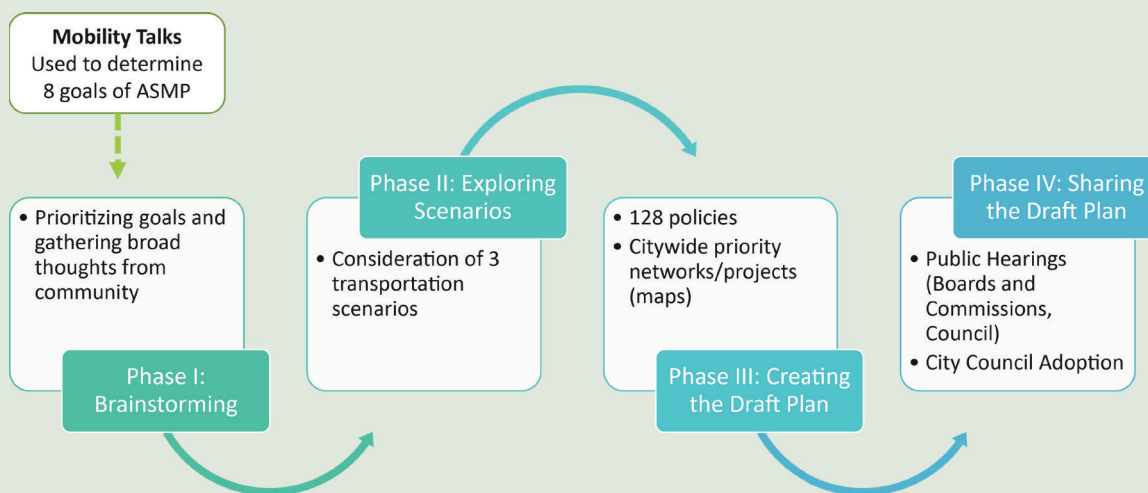 Mobility Talks
Used to determine
8 goals of ASMP
• Prioritizing goals and
gathering broad
thoughts from
community
Phase I:
Brainstorming
Phase II: Exploring
Scenarios
• Consideration of 3
transportation
scenarios
• 128 policies
• Citywide priority
networks/projects
(maps)
Phase III: Creating
the Draft Plan
Phase IV: Sharing
the Draft Plan
• Public Hearings
(Boards and
Commissions,
Council)
• City Council Adoption